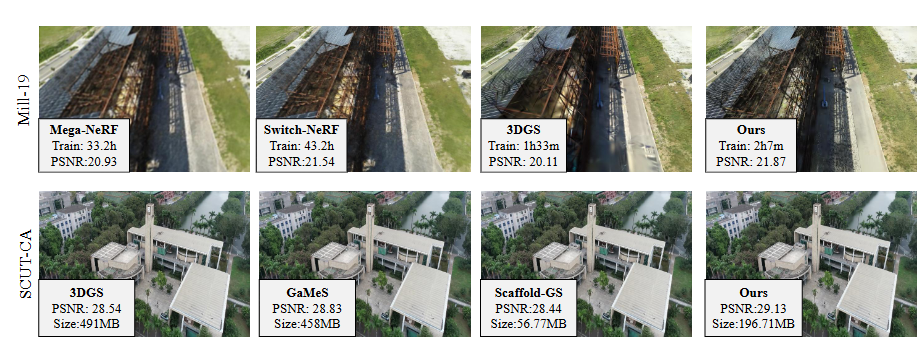 Mill-19
Mega-NeRF
Train: 33.2h
PSNR:20.93
Switch-NeRF
Train: 43.2h
PSNR:21.54
3DGS
Train: 1h33m
PSNR: 20.11
Ours
Train: 2h7m
PSNR: 21.87
SCUT-CA
3DGS
PSNR: 28.54
Size:491MB
GaMeS
PSNR: 28.83
Size:458MB
Scaffold-GS
PSNR: 28.44
Size:56.77MB
Ours
PSNR:29.13
Size:196.71MB